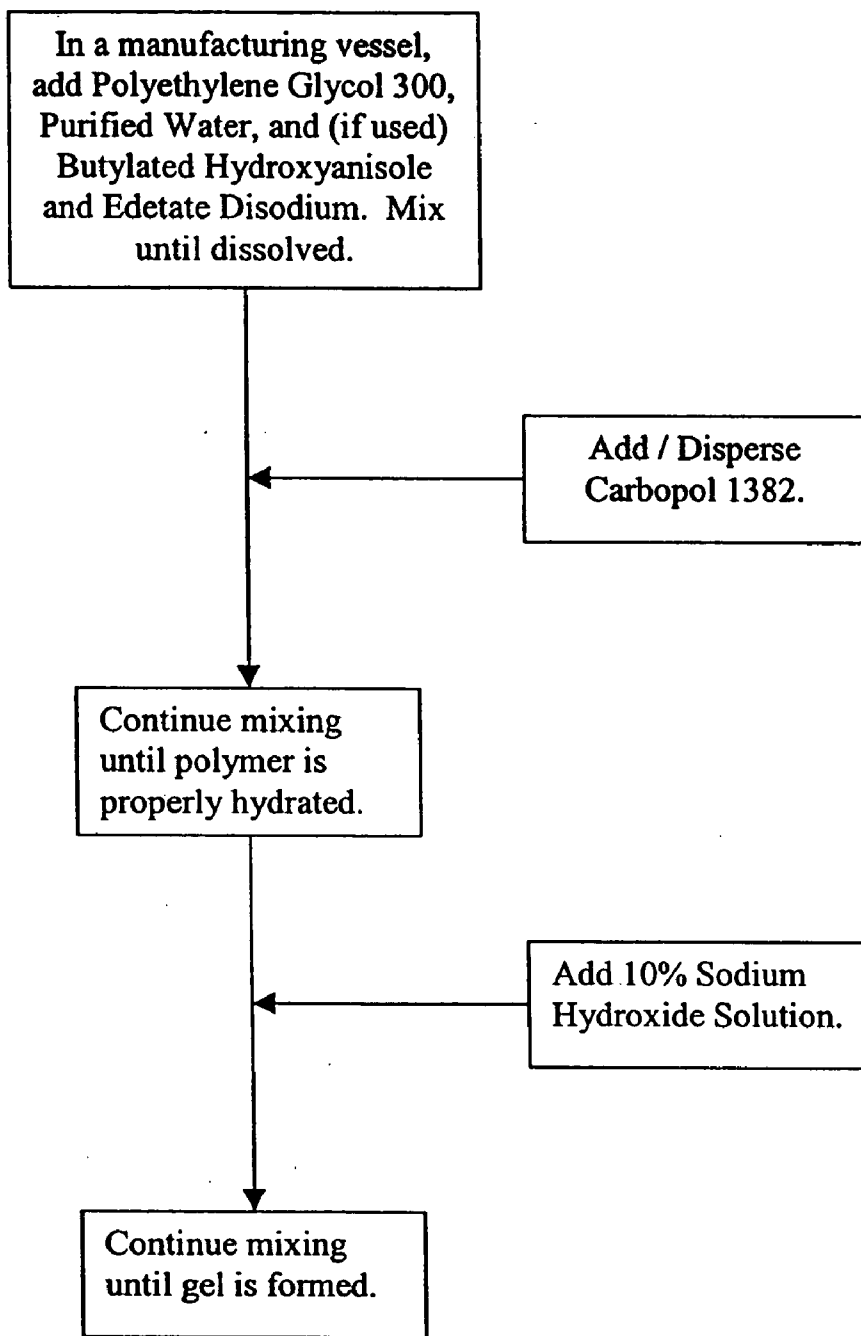 In a manufacturing vessel,
add Polyethylene Glycol 300,
Purified Water, and (if used)
Butylated Hydroxyanisole
and Edetate Disodium.  Mix
until dissolved.
Add / Disperse
Carbopol 1382.
Continue mixing
until polymer is
properly hydrated.
Add 10% Sodium
Hydroxide Solution.
Continue mixing
until gel is formed.